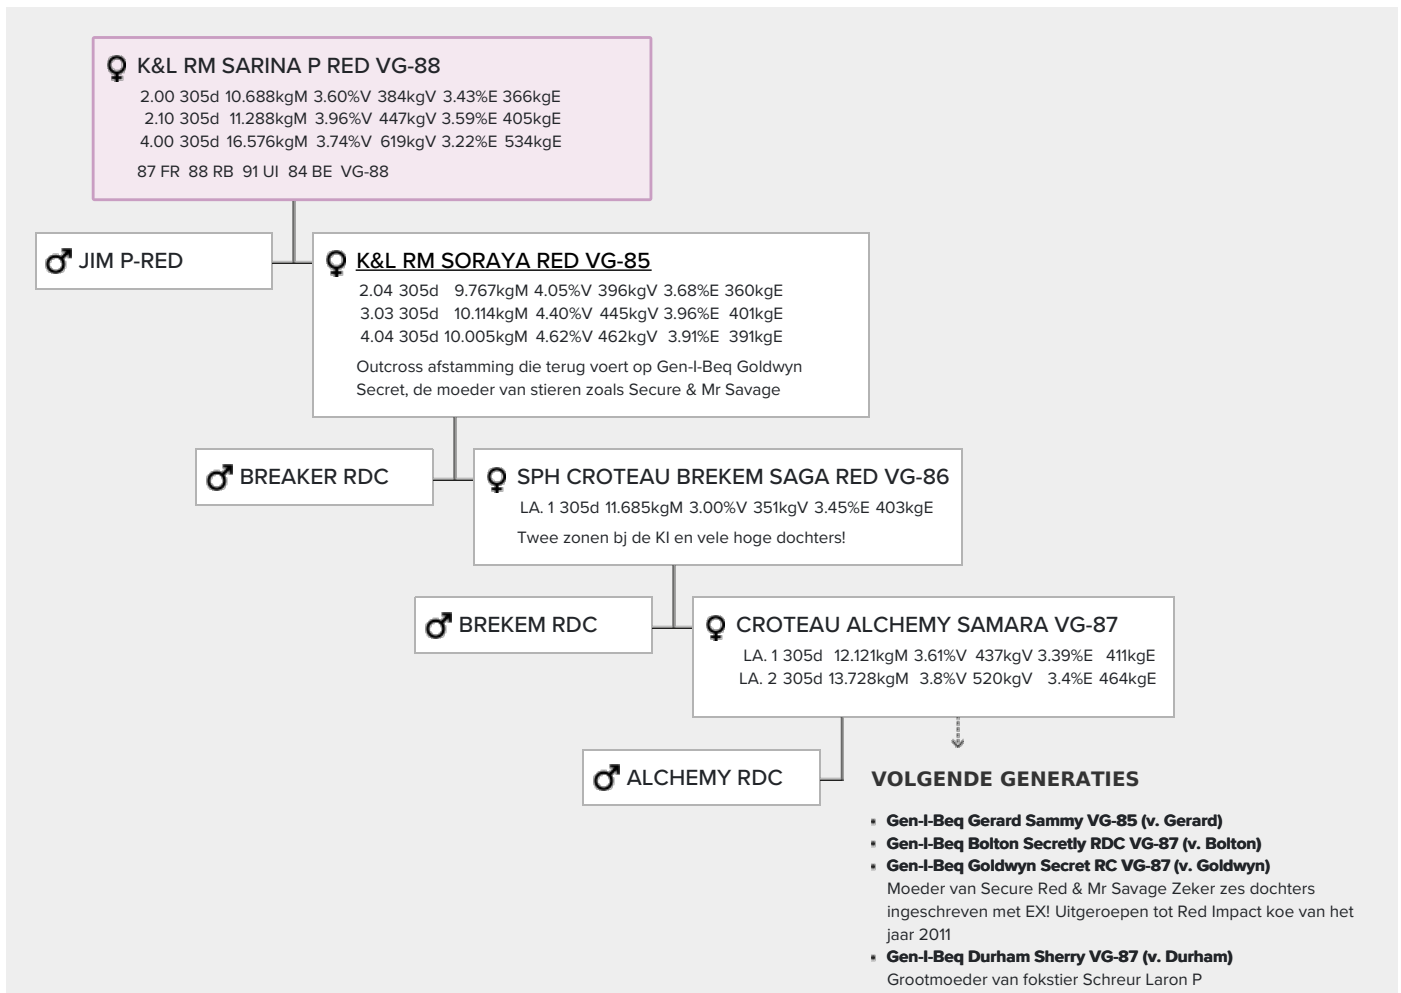 K&L RM SARINA P RED VG-88
2.00 305d 10.688kgM 3.60%V 384kgV 3.43%E 366kgE
2.10 305d 11.288kgM 3.96%V 447kgV 3.59%E 405kgE
4.00 305d 16.576kgM 3.74%V 619kgV 3.22%E 534kgE
87 FR 88 RB 91 UI 84 BE VG-88
JIM P-RED
K&L RM SORAYA RED VG-85
2.04 305d 9.767kgM 4.05%V 396kgV 3.68%E 360kgE
3.03 305d 10.114kgM 4.40%V 445kgV 3.96%E 401kgE
4.04 305d 10.005kgM 4.62%V 462kgV 3.91%E 391kgE
Outcross afstamming die terug voert op Gen-I-Beq Goldwyn
Secret, de moeder van stieren zoals Secure & Mr Savage
BREAKER RDC
SPH CROTEAU BREKEM SAGA RED VG-86
LA. 1 305d 11.685kgM 3.00%V 351kgV 3.45%E 403kgE
Twee zonen bj de KI en vele hoge dochters!
BREKEM RDC
CROTEAU ALCHEMY SAMARA VG-87
LA. 1 305d 12.121kgM 3.61%V 437kgV 3.39%E 411kgE
LA. 2 305d 13.728kgM 3.8%V 520kgV 3.4%E 464kgE
ALCHEMY RDC
VOLGENDE GENERATIES
Gen-I-Beq Gerard Sammy VG-85 (v. Gerard)
Gen-I-Beq Bolton Secretly RDC VG-87 (v. Bolton)
Gen-I-Beq Goldwyn Secret RC VG-87 (v. Goldwyn)
Moeder van Secure Red & Mr Savage Zeker zes dochters
ingeschreven met EX! Uitgeroepen tot Red Impact koe van het
jaar 2011
Gen-I-Beq Durham Sherry VG-87 (v. Durham)
Grootmoeder van fokstier Schreur Laron P